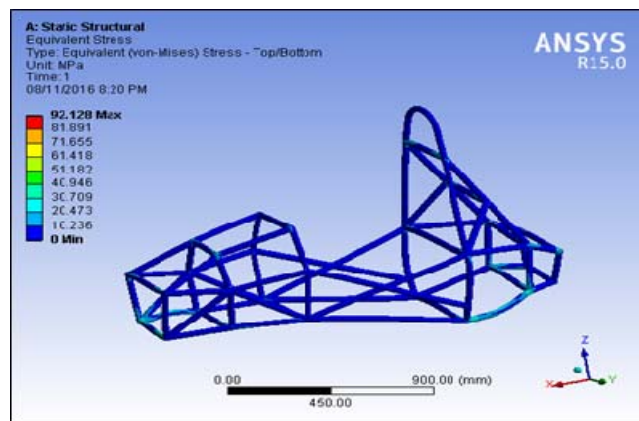 A: Static Structural
Equivalent Stress
Type: Equivalent (von-Mises) Stress - Top/Bottom
Unit: MPa
Time: 1
08/11/2016 8:20 PM
ANSYS
R15.0
92.128 Max
81.891
71.655
61.418
51.182
40.946
30.709
20.473
10.236
0 Min
0.00
900.00 (mm)
450.00
Z
X
Y